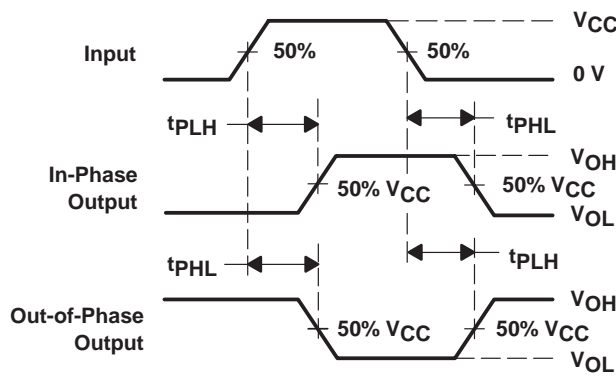 VCC
Input
50%
50%
0 V
tPLH
tPHL
In-Phase
Output
50% VCC
VOH
50% VCC
VOL
tPHL
tPLH
Out-of-Phase
Output
50% VCC
VOH
50% VCC
VOL